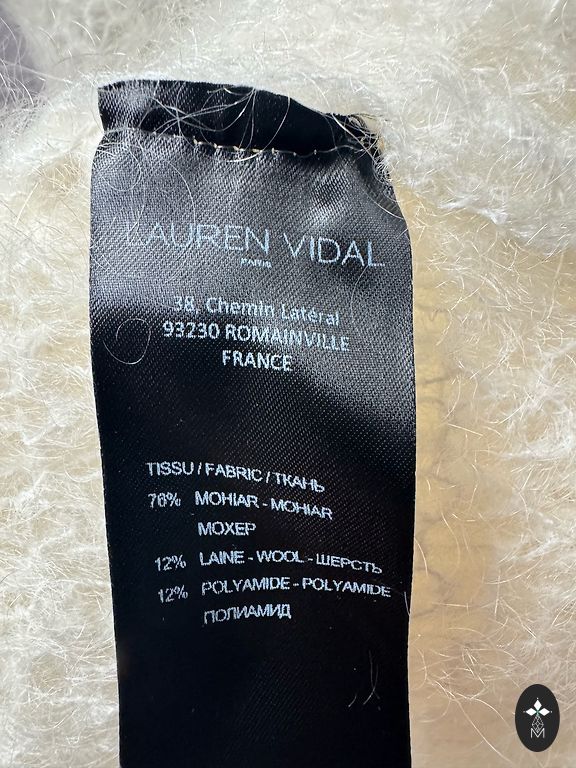 LAUREN VIDAL
PARIS
38, Chemin Latéral
93230 ROMAINVILLE
FRANCE
TISSU / FABRIC / ТКАНЬ
76% MOHIAR - MOHIAR
МОХЕР
12% LAINE - WOOL - ШЕРСТЬ
12% POLYAMIDE - POLYAMIDE
ПОЛИАМИД
M